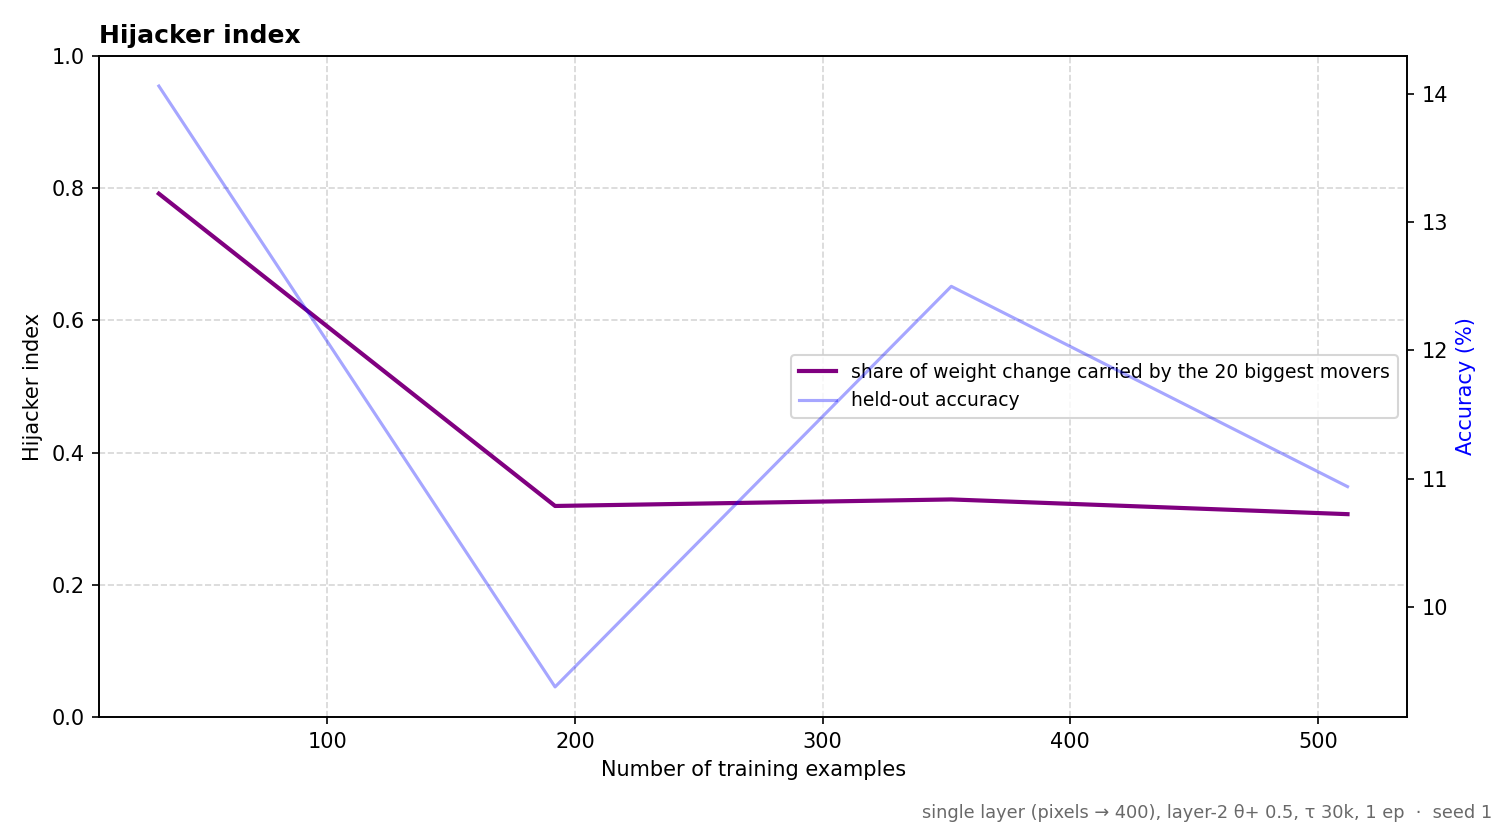 Hijacker index
1.0
0.8
0.6
0.4
0.2
0.0
Hijacker index
14
13
12
11
10
Accuracy (%)
share of weight change carried by the 20 biggest movers
held-out accuracy
100 200 300 400 500
Number of training examples
single layer (pixels → 400), layer-2 θ+ 0.5, τ 30k, 1 ep · seed 1